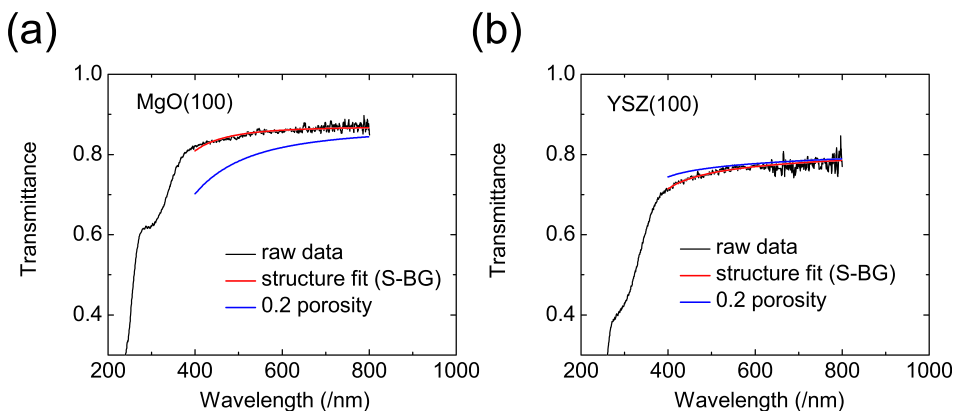 (a)
1.0
MgO(100)
0.8
0.6
0.4
Transmittance
raw data
structure fit (S-BG)
0.2 porosity
200 400 600 800 1000
Wavelength (/nm)
(b)
1.0
YSZ(100)
0.8
0.6
0.4
Transmittance
raw data
structure fit (S-BG)
0.2 porosity
200 400 600 800 1000
Wavelength (/nm)